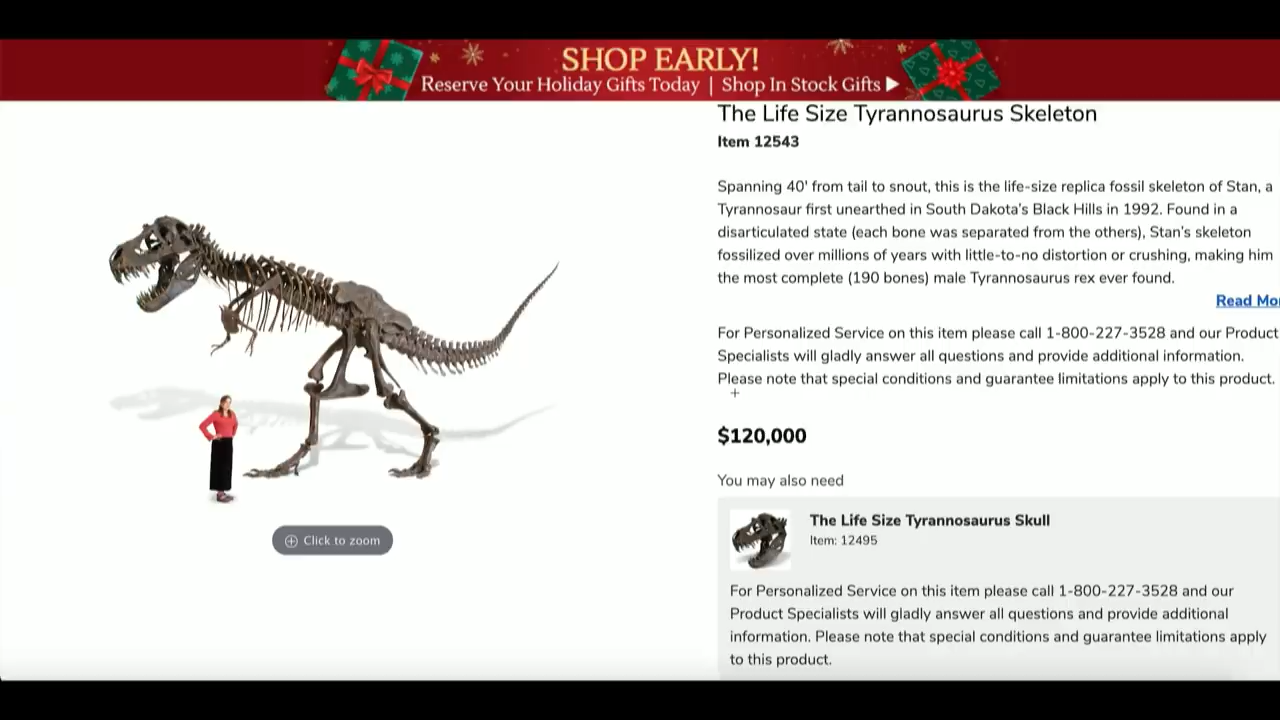 SHOP EARLY!
Reserve Your Holiday Gifts Today | Shop In Stock Gifts ▶
The Life Size Tyrannosaurus Skeleton
Item 12543
Spanning 40' from tail to snout, this is the life-size replica fossil skeleton of Stan, a
Tyrannosaur first unearthed in South Dakota's Black Hills in 1992. Found in a
disarticulated state (each bone was separated from the others), Stan's skeleton
fossilized over millions of years with little-to-no distortion or crushing, making him
the most complete (190 bones) male Tyrannosaurus rex ever found.
Read Mo
For Personalized Service on this item please call 1-800-227-3528 and our Product
Specialists will gladly answer all questions and provide additional information.
Please note that special conditions and guarantee limitations apply to this product.
$120,000
You may also need
The Life Size Tyrannosaurus Skull
Item: 12495
For Personalized Service on this item please call 1-800-227-3528 and our
Product Specialists will gladly answer all questions and provide additional
information. Please note that special conditions and guarantee limitations apply
to this product.
Click to zoom